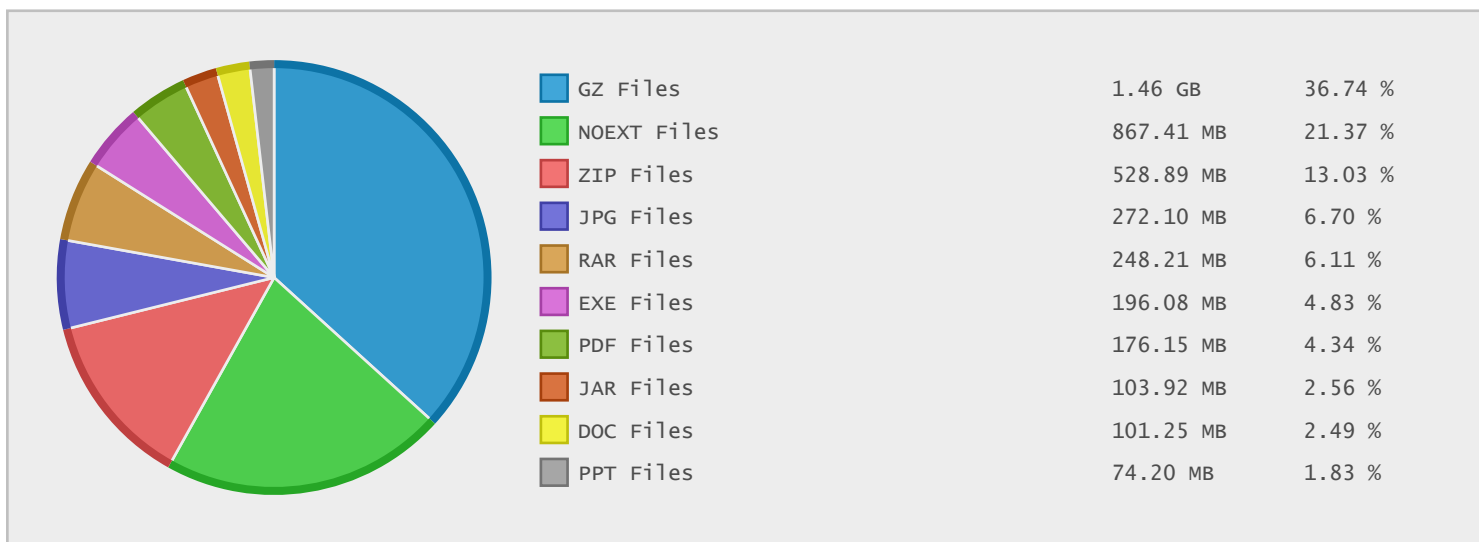 GZ Files 1.46 GB 36.74 %
NOEXT Files 867.41 MB 21.37 %
ZIP Files 528.89 MB 13.03 %
JPG Files 272.10 MB 6.70 %
RAR Files 248.21 MB 6.11 %
EXE Files 196.08 MB 4.83 %
PDF Files 176.15 MB 4.34 %
JAR Files 103.92 MB 2.56 %
DOC Files 101.25 MB 2.49 %
PPT Files 74.20 MB 1.83 %